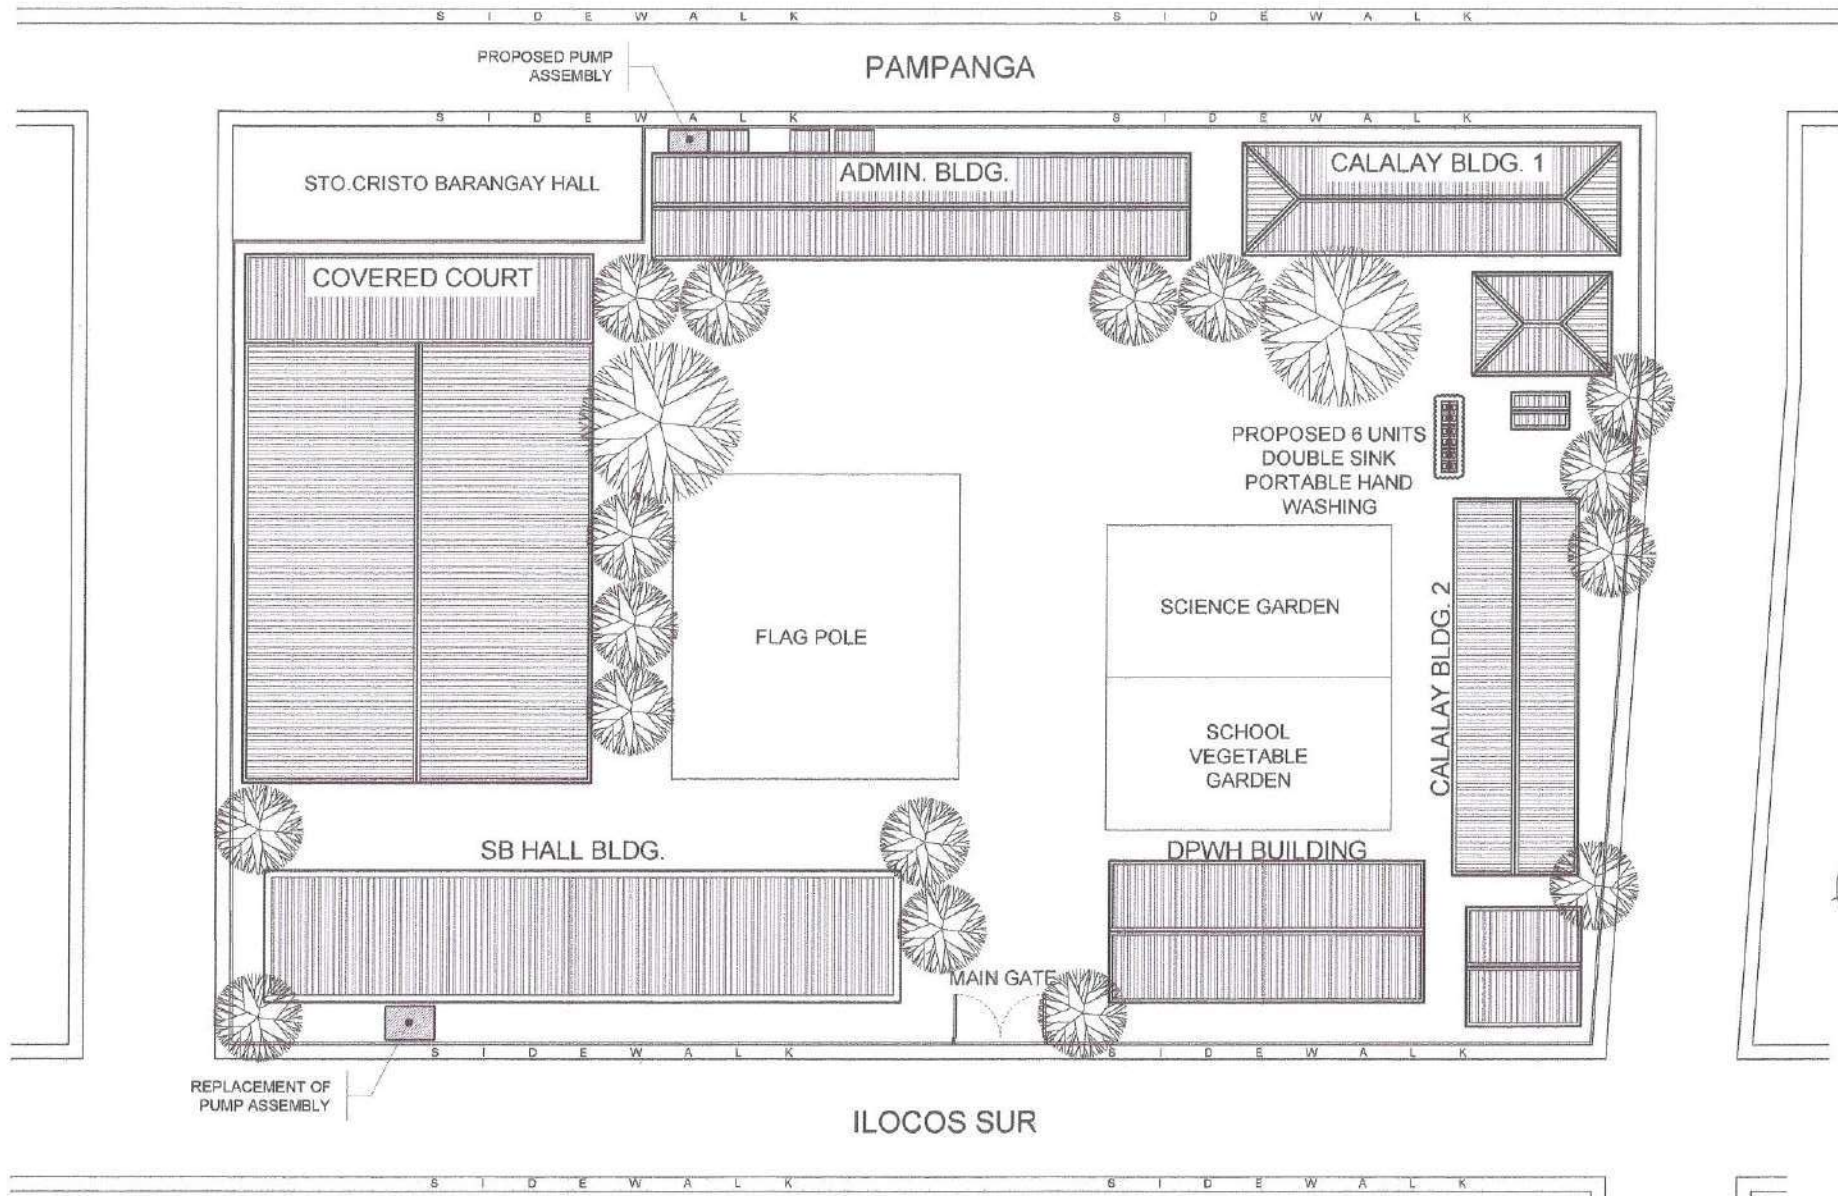 S I D E W A L K
S I D E W A L K
PROPOSED PUMP
ASSEMBLY
PAMPANGA
S I D E W A L K
S I D E W A L K
STO.CRISTO BARANGAY HALL
ADMIN. BLDG.
CALALAY BLDG. 1
COVERED COURT
PROPOSED 6 UNITS
DOUBLE SINK
PORTABLE HAND
WASHING
FLAG POLE
SCIENCE GARDEN
SCHOOL
VEGETABLE
GARDEN
CALALAY BLDG. 2
SB HALL BLDG.
DPWH BUILDING
MAIN GATE
S I D E W A L K
S I D E W A L K
REPLACEMENT OF
PUMP ASSEMBLY
ILOCOS SUR
S I D E W A L K
S I D E W A L K